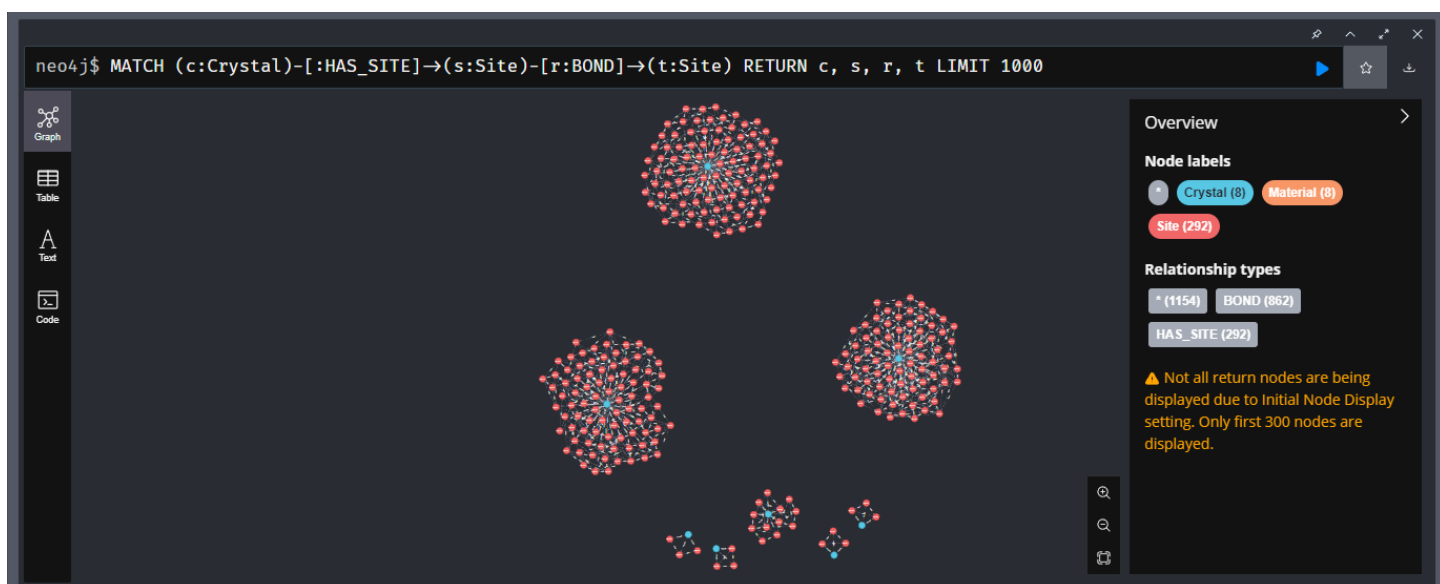 neo4j$ MATCH (c:Crystal)-[:HAS_SITE]→(s:Site)-[r:BOND]→(t:Site) RETURN c, s, r, t LIMIT 1000
Graph
Table
A
Text
Code
Overview
Node labels
* Crystal (8) Material (8)
Site (292)
Relationship types
* (1154) BOND (862)
HAS_SITE (292)
Not all return nodes are being
displayed due to Initial Node Display
setting. Only first 300 nodes are
displayed.